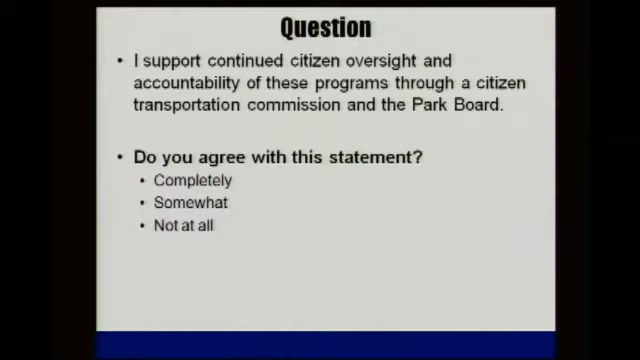 Question
• I support continued citizen oversight and
accountability of these programs through a citizen
transportation commission and the Park Board.
• Do you agree with this statement?
• Completely
• Somewhat
• Not at all